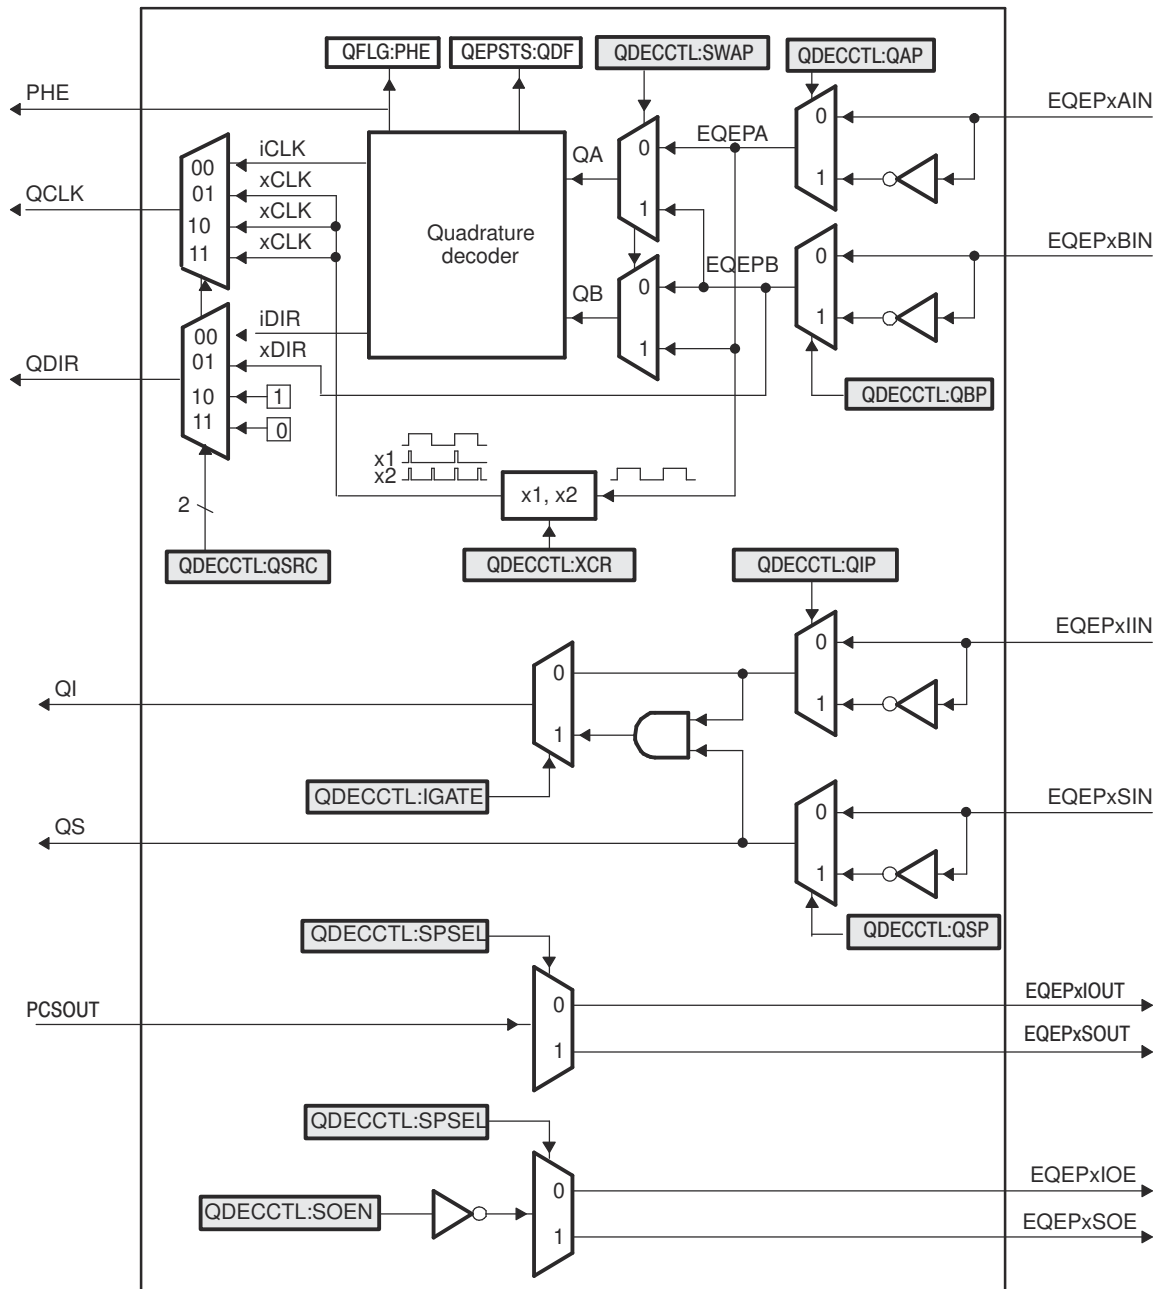 QFLG:PHE QEPSTS:QDF QDECCTL:SWAP QDECCTL:QAP
PHE
EQEPxAIN
0
EQEPA
00 iCLK
QA 0
01 xCLK
1
QCLK
10 xCLK
1
11 xCLK
Quadrature
decoder
EQEPxBIN
0
EQEPB
QB 0
00 iDIR
1
01 xDIR
1
QDIR
10 1
QDECCTL:QBP
11 0
x1
x2
x1, x2
2
QDECCTL:QSRC QDECCTL:XCR QDECCTL:QIP
EQEPxIIN
0
0
QI
1
1
QDECCTL:IGATE
EQEPxSIN
0
QS
1
QDECCTL:QSP
QDECCTL:SPSEL
EQEPxIOUT
PCSOUT
0
EQEPxSOUT
1
QDECCTL:SPSEL
EQEPxIOE
0
QDECCTL:SOEN
EQEPxSOE
1